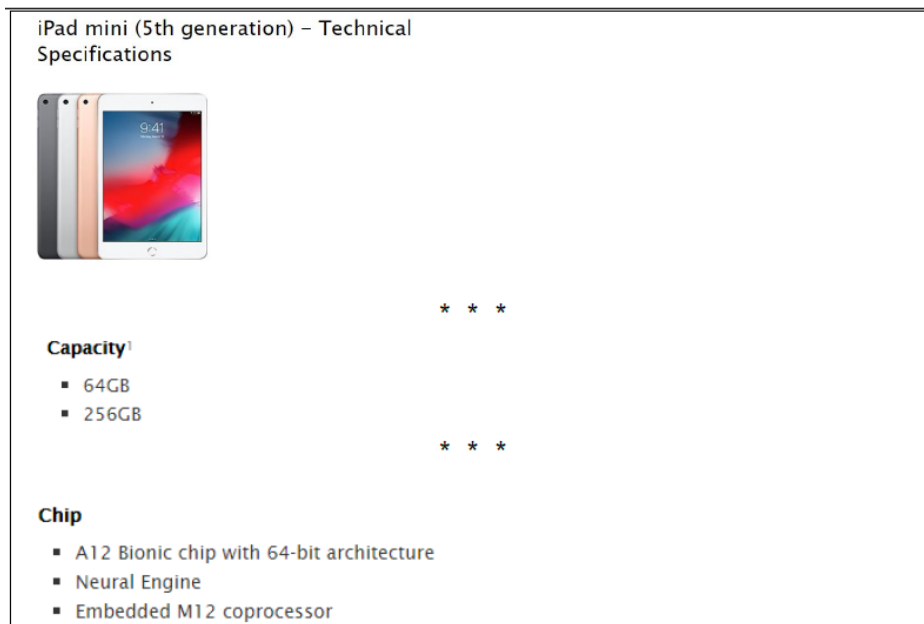 iPad mini (5th generation) – Technical
Specifications
9:41
* * *
Capacity1
▪ 64GB
▪ 256GB
* * *
Chip
▪ A12 Bionic chip with 64-bit architecture
▪ Neural Engine
▪ Embedded M12 coprocessor